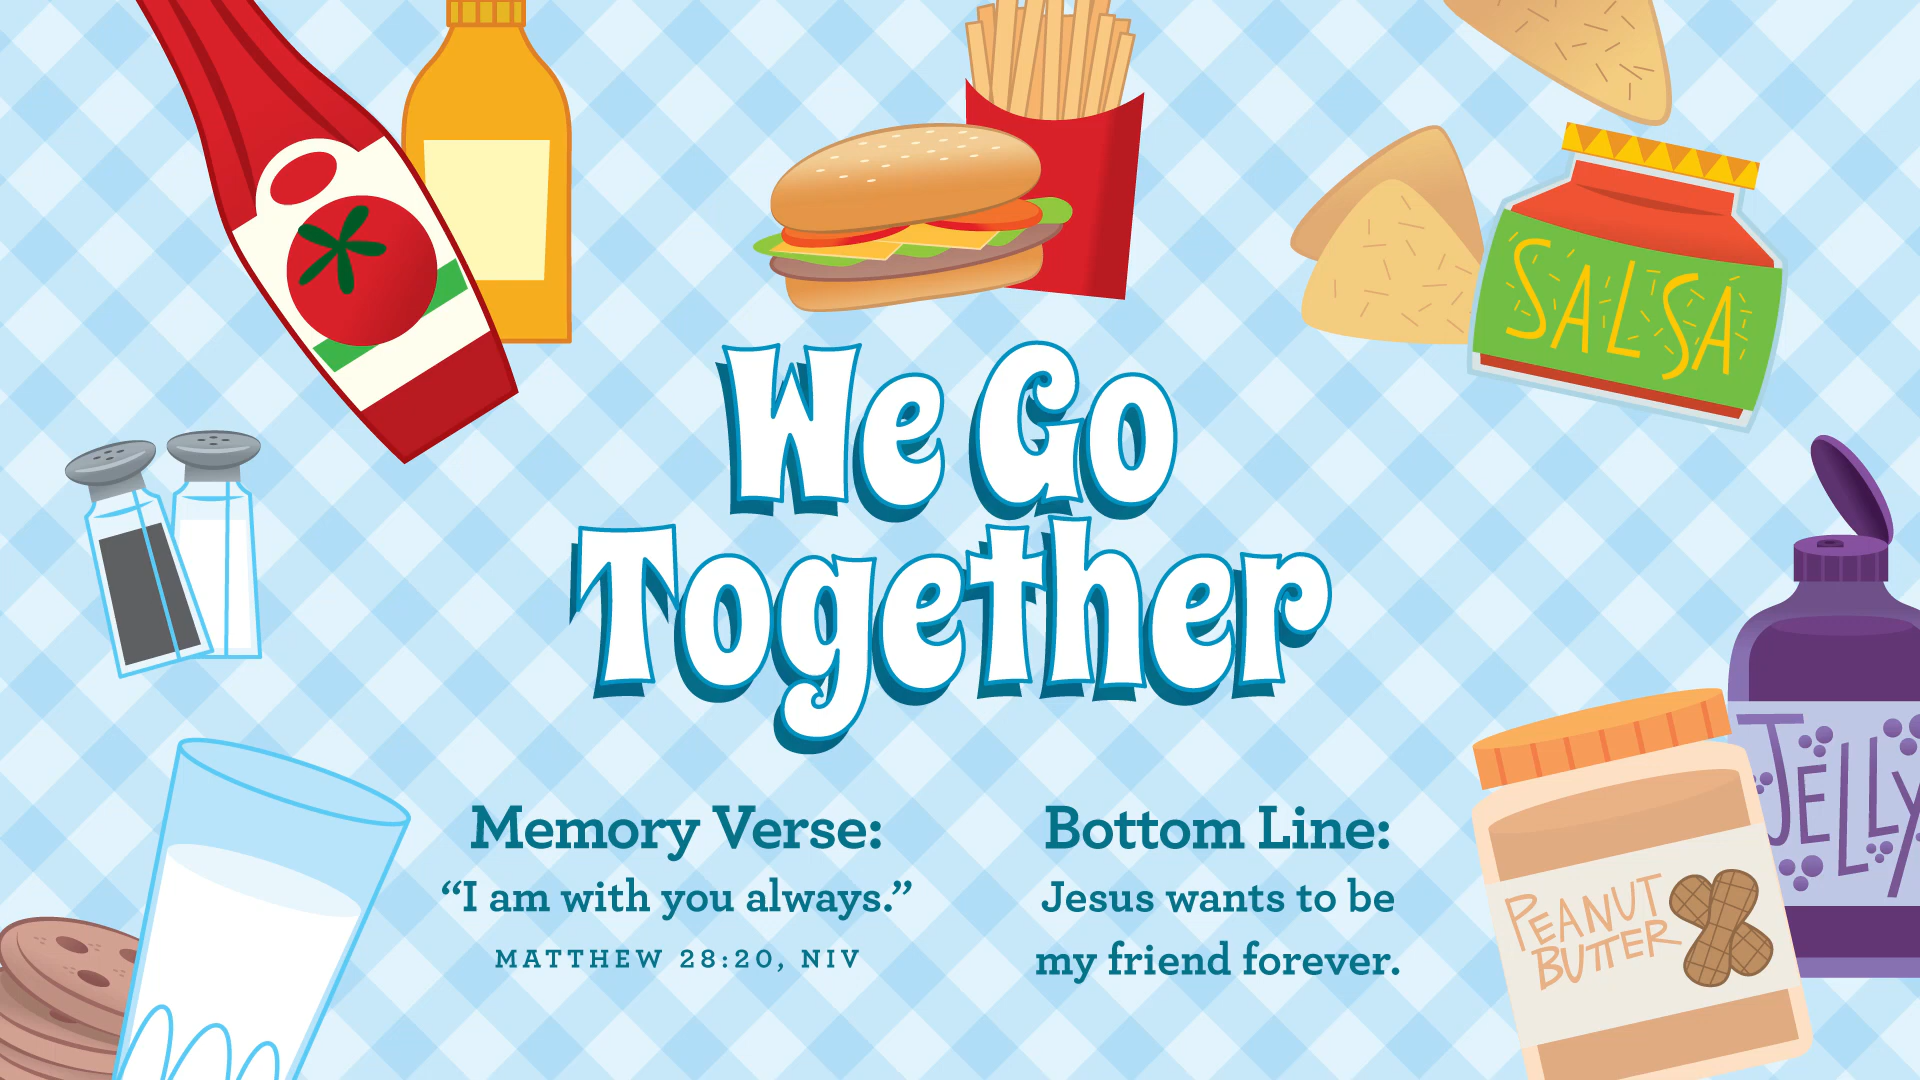 SALSA
We Go
Together
JELLY
PEANUT
BUTTER
Memory Verse:
“I am with you always.”
MATTHEW 28:20, NIV
Bottom Line:
Jesus wants to be
my friend forever.